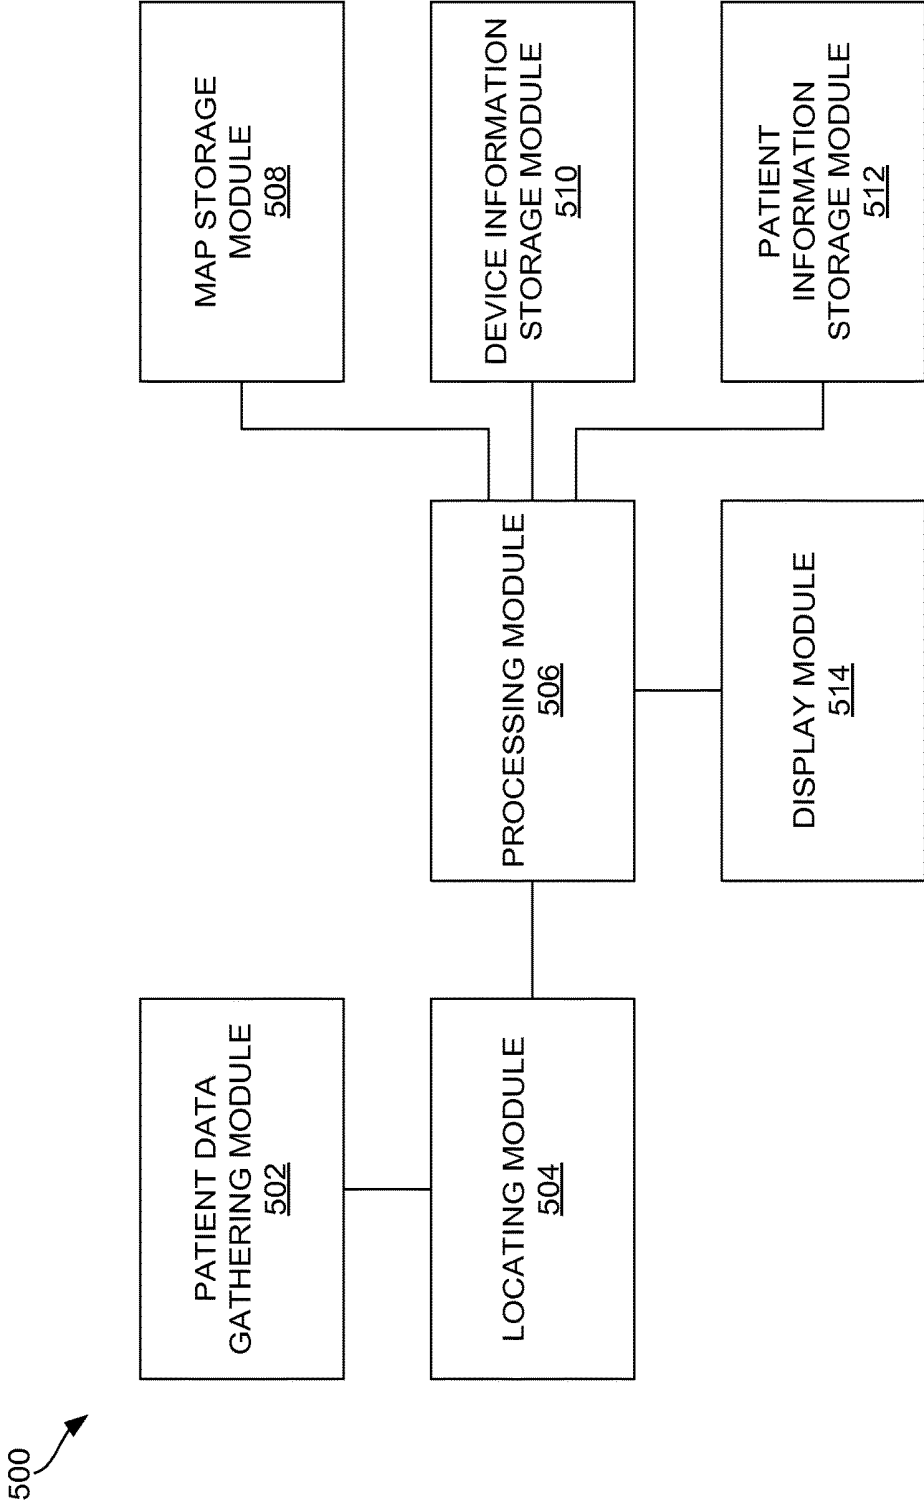 500
PATIENT DATA
GATHERING MODULE
502
LOCATING MODULE
504
PROCESSING MODULE
506
MAP STORAGE
MODULE
508
DEVICE INFORMATION
STORAGE MODULE
510
PATIENT
INFORMATION
STORAGE MODULE
512
DISPLAY MODULE
514